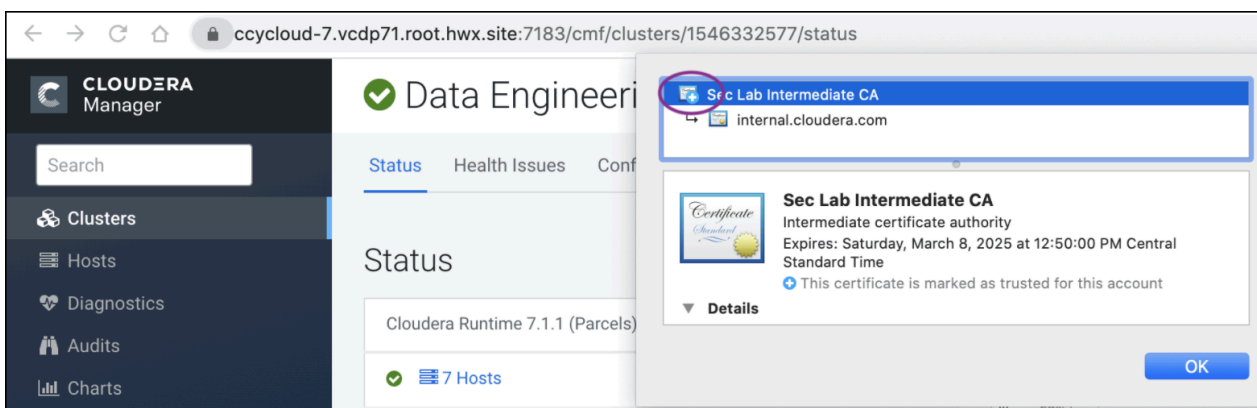 ccycloud-7.vcdp71.root.hwx.site:7183/cmf/clusters/1546332577/status
CLOUDERA
Manager
Search
Clusters
Hosts
Diagnostics
Audits
Charts
Data Engineeri
Status
Health Issues
Conf
Status
Cloudera Runtime 7.1.1 (Parcels)
7 Hosts
Sec Lab Intermediate CA
internal.cloudera.com
Certificate
Standard
Sec Lab Intermediate CA
Intermediate certificate authority
Expires: Saturday, March 8, 2025 at 12:50:00 PM Central
Standard Time
This certificate is marked as trusted for this account
Details
OK